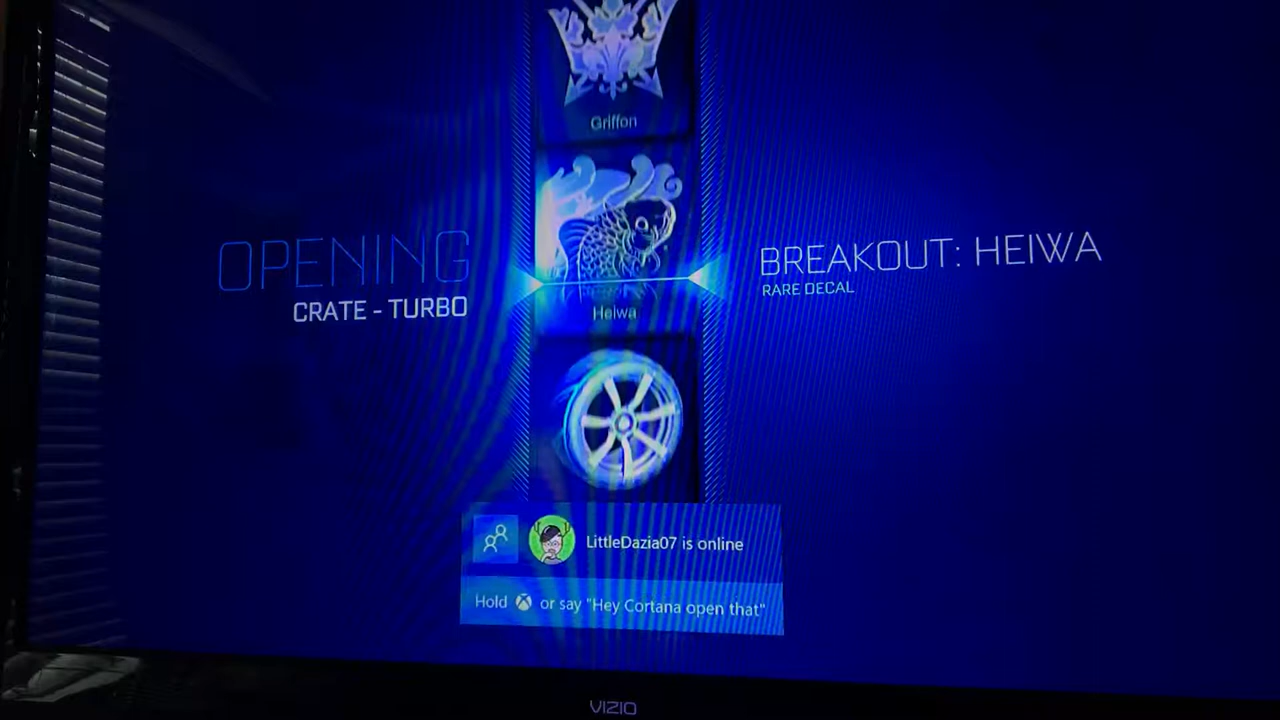 Griffon
OPENING
CRATE - TURBO
Heiwa
BREAKOUT: HEIWA
RARE DECAL
LittleDazia07 is online
Hold or say "Hey Cortana open that"
VIZIO